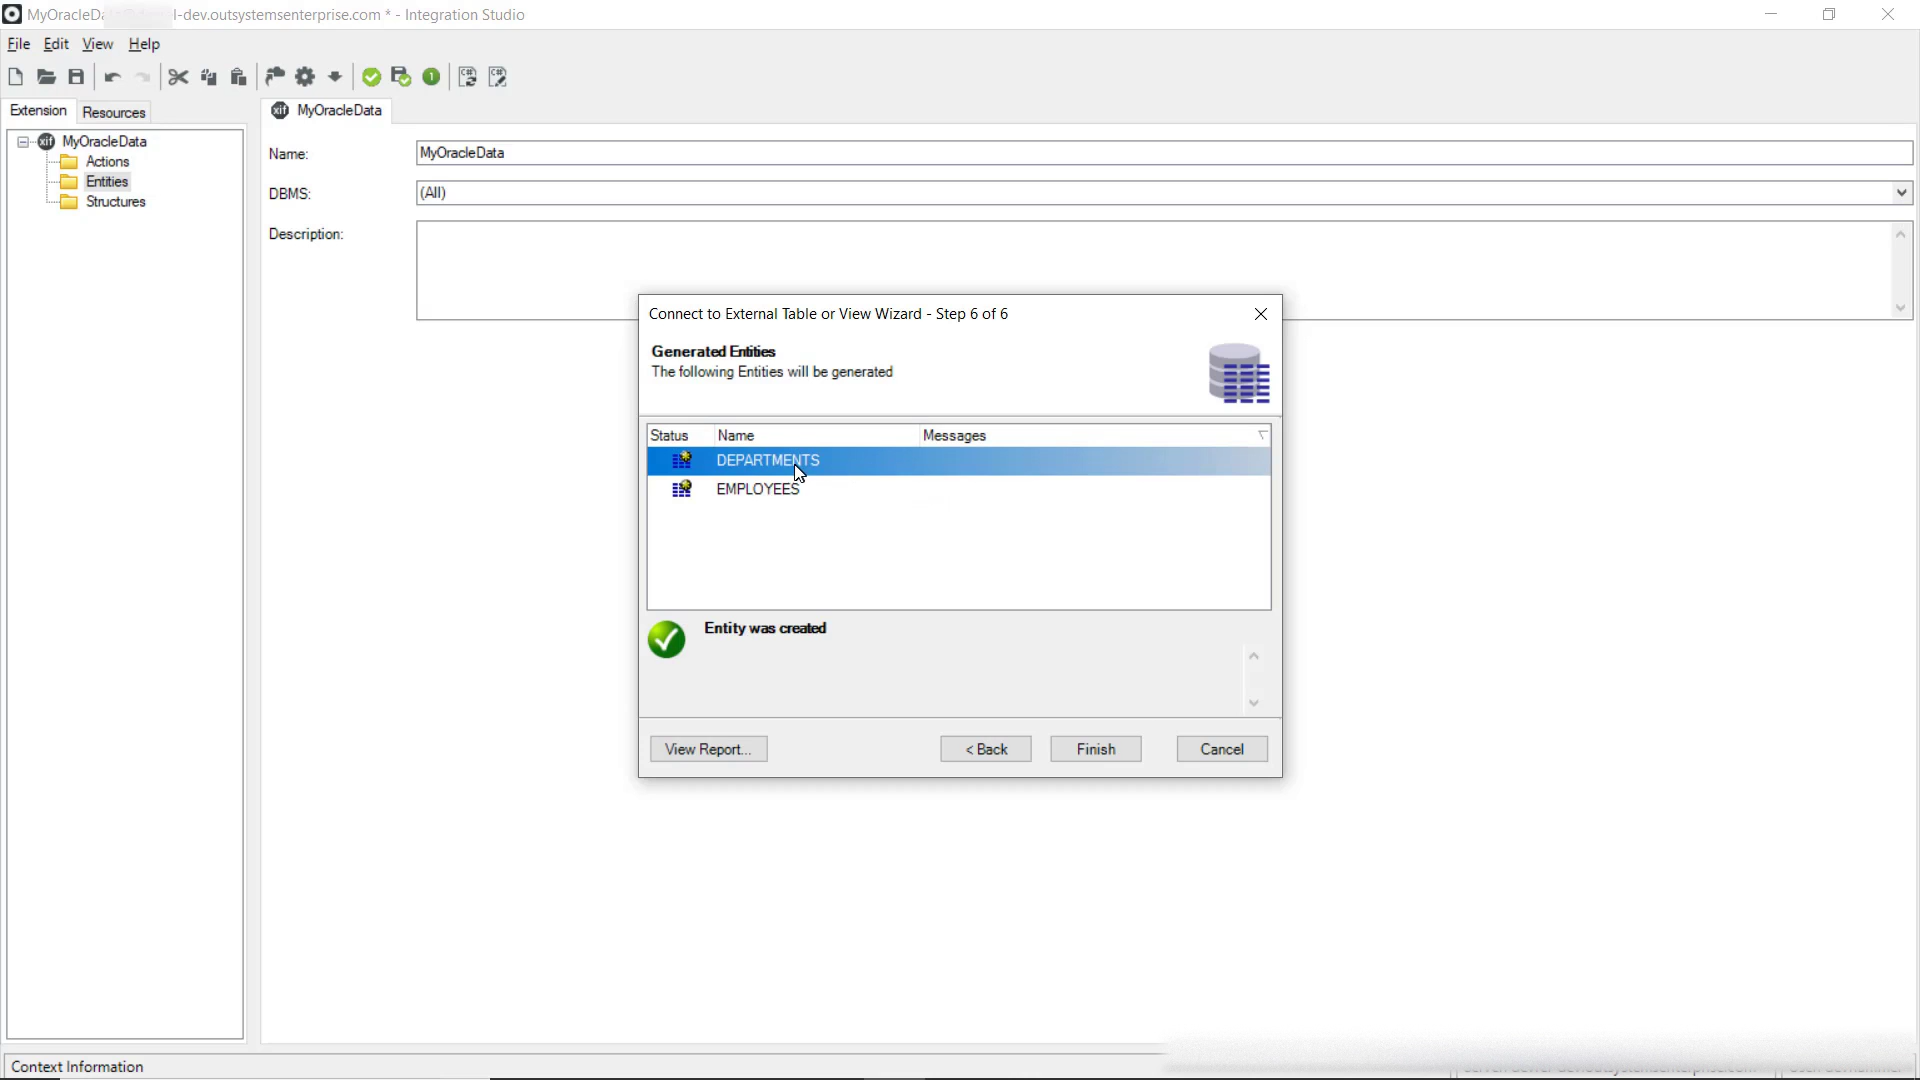 MyOracleDa l-dev.outsystemsenterprise.com * - Integration Studio
File Edit View Help
Extension Resources
MyOracleData
Actions
Entities
Structures
xif MyOracleData
Name: MyOracleData
DBMS: (All)
Description:
Connect to External Table or View Wizard - Step 6 of 6
Generated Entities
The following Entities will be generated
Status Name Messages
DEPARTMENTS
EMPLOYEES
Entity was created
View Report... < Back Finish Cancel
Context Information